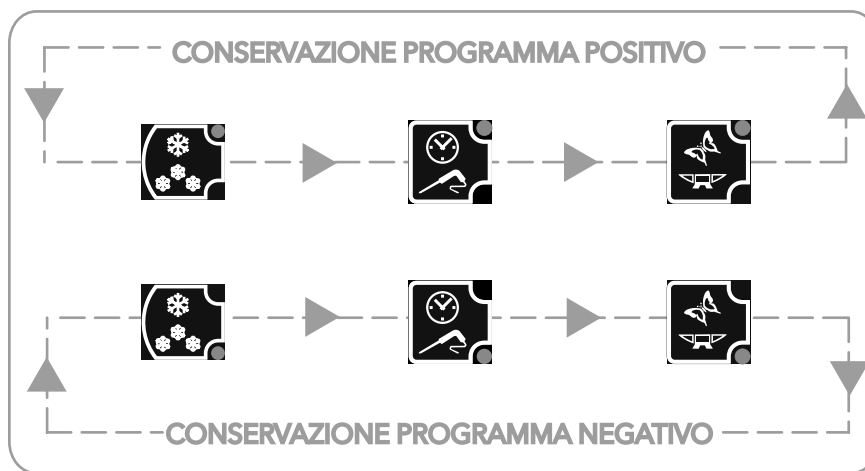 CONSERVAZIONE PROGRAMMA POSITIVO
CONSERVAZIONE PROGRAMMA NEGATIVO